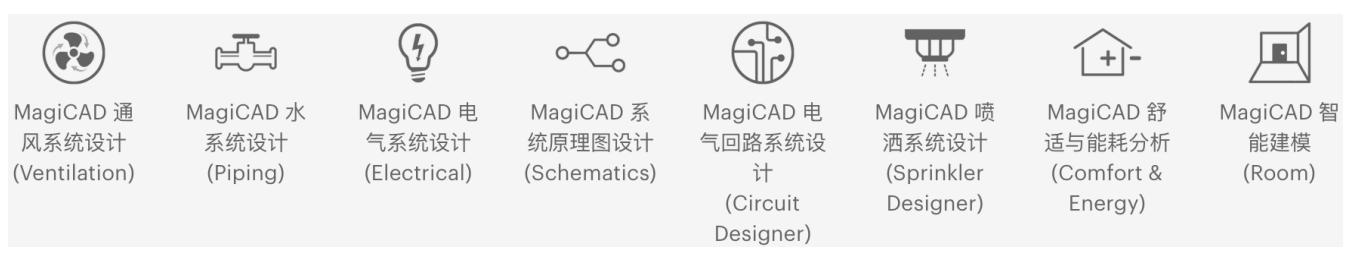 MagiCAD 通
风系统设计
(Ventilation)
MagiCAD 水
系统设计
(Piping)
MagiCAD 电
气系统设计
(Electrical)
MagiCAD 系
统原理图设计
(Schematics)
MagiCAD 电
气回路系统设
计
(Circuit
Designer)
MagiCAD 喷
洒系统设计
(Sprinkler
Designer)
MagiCAD 舒
适与能耗分析
(Comfort &
Energy)
MagiCAD 智
能建模
(Room)